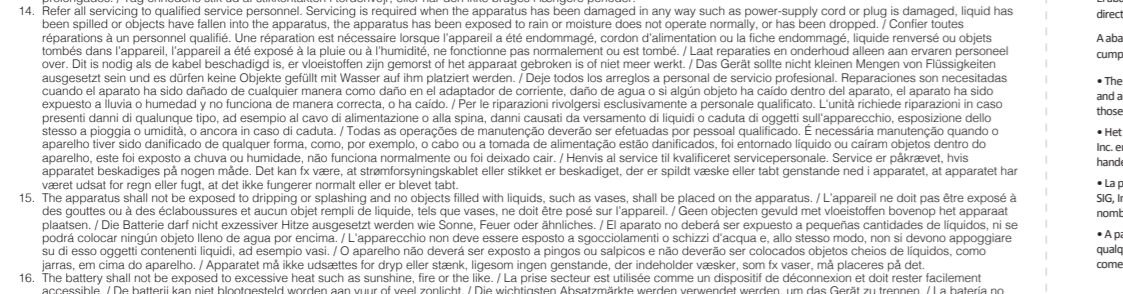 14. Refer all servicing to qualified service personnel. Servicing is required when the apparatus has been damaged in any way such as power-supply cord or plug is damaged, liquid has
been spilled or objects have fallen into the apparatus, the apparatus has been exposed to rain or moisture does not operate normally, or has been dropped. / Confier toutes
réparations à un personnel qualifié. Une réparation est nécessaire lorsque l'appareil a été endommagé, cordon d'alimentation ou la fiche endommagé, liquide renversé ou objets
tombés dans l'appareil, l'appareil a été exposé à la pluie ou à l'humidité, ne fonctionne pas normalement ou est tombé. / Laat reparaties en onderhoud alleen aan ervaren personeel
over. Dit is nodig als de kabel beschadigd is, er vloeistoffen zijn gemorst of het apparaat gebroken is of niet meer werkt. / Das Gerät sollte nicht kleinen Mengen von Flüssigkeiten
ausgesetzt sein und es dürfen keine Objekte gefüllt mit Wasser auf ihm platziert werden. / Deje todos los arreglos a personal de servicio profesional. Reparaciones son necesitadas
cuando el aparato ha sido dañado de cualquier manera como daño en el adaptador de corriente, daño de agua o si algún objeto ha caído dentro del aparato, el aparato ha sido
expuesto a lluvia o humedad y no funciona de manera correcta, o ha caído. / Per le riparazioni rivolgersi esclusivamente a personale qualificato. L'unità richiede riparazioni in caso
presenti danni di qualunque tipo, ad esempio al cavo di alimentazione o alla spina, danni causati da versamento di liquidi o caduta di oggetti sull'apparecchio, esposizione dello
stesso a pioggia o umidità, o ancora in caso di caduta. / Todas as operações de manutenção deverão ser efetuadas por pessoal qualificado. É necessária manutenção quando o
aparelho tiver sido danificado de qualquer forma, como, por exemplo, o cabo ou a tomada de alimentação estão danificados, foi entornado líquido ou caíram objetos dentro do
aparelho, este foi exposto a chuva ou humidade, não funciona normalmente ou foi deixado cair. / Henvis al service til kvalificeret servicepersonale. Service er påkrævet, hvis
apparatet beskadiges på nogen måde. Det kan fx være, at strømforsyningskablet eller stikket er beskadiget, der er spildt væske eller tabt genstande ned i apparatet, at apparatet har
været udsat for regn eller fugt, at det ikke fungerer normalt eller er blevet tabt.
15. The apparatus shall not be exposed to dripping or splashing and no objects filled with liquids, such as vases, shall be placed on the apparatus. / L'appareil ne doit pas être exposé à
des gouttes ou à des éclaboussures et aucun objet rempli de liquide, tels que vases, ne doit être posé sur l'appareil. / Geen objecten gevuld met vloeistoffen bovenop het apparaat
plaatsen. / Die Batterie darf nicht exzessiver Hitze ausgesetzt werden wie Sonne, Feuer oder ähnliches. / El aparato no deberá ser expuesto a pequeñas cantidades de líquidos, ni se
podrá colocar ningún objeto lleno de agua por encima. / L'apparecchio non deve essere esposto a sgocciolamenti o schizzi d'acqua e, allo stesso modo, non si devono appoggiare
su di esso oggetti contenenti liquidi, ad esempio vasi. / O aparelho não deverá ser exposto a pingos ou salpicos e não deverão ser colocados objetos cheios de líquidos, como
jarras, em cima do aparelho. / Apparatet må ikke udsættes for dryp eller stænk, ligesom ingen genstande, der indeholder væsker, som fx vaser, må placeres på det.
16. The battery shall not be exposed to excessive heat such as sunshine, fire or the like. / La prise secteur est utilisée comme un dispositif de déconnexion et doit rester facilement
accessible. / De batterij kan niet blootgesteld worden aan vuur of veel zonlicht. / Die wichtigsten Absatzmärkte werden verwendet werden, um das Gerät zu trennen. / La batería no
direct
A aba
cump
• The
and a
those
• Het
Inc. e
hande
• La p
SIG, In
nomb
• A pa
qualq
come